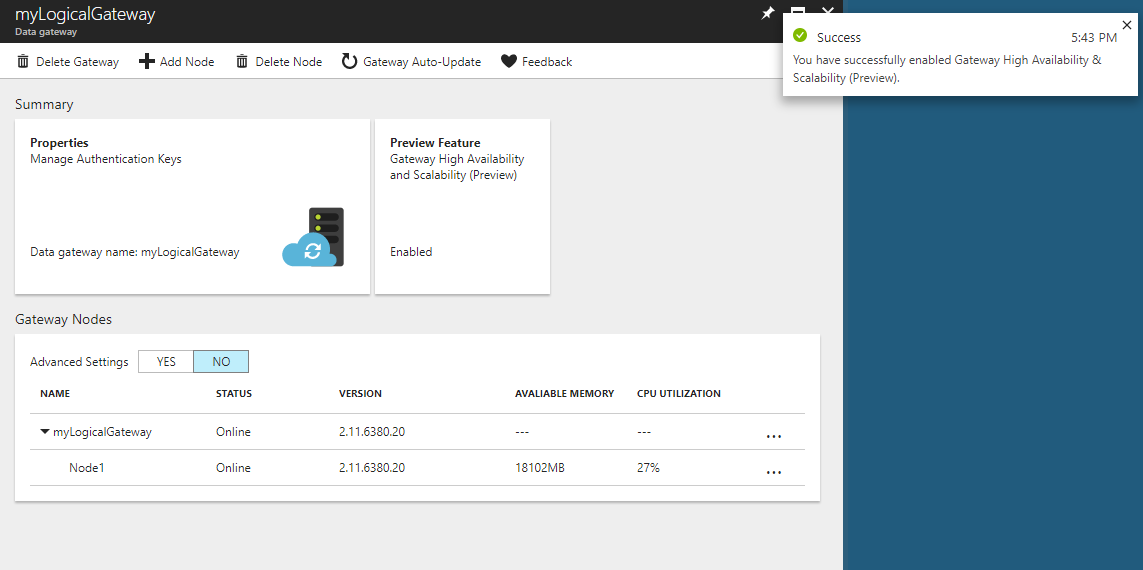 myLogicalGateway
Data gateway
Success
5:43 PM
You have successfully enabled Gateway High Availability &
Scalability (Preview).
Delete Gateway
Add Node
Delete Node
Gateway Auto-Update
Feedback
Summary
Properties
Manage Authentication Keys
Data gateway name: myLogicalGateway
Preview Feature
Gateway High Availability
and Scalability (Preview)
Enabled
Gateway Nodes
Advanced Settings YES NO
NAME STATUS VERSION AVALIABLE MEMORY CPU UTILIZATION
myLogicalGateway Online 2.11.6380.20 --- --- ...
Node1 Online 2.11.6380.20 18102MB 27% ...